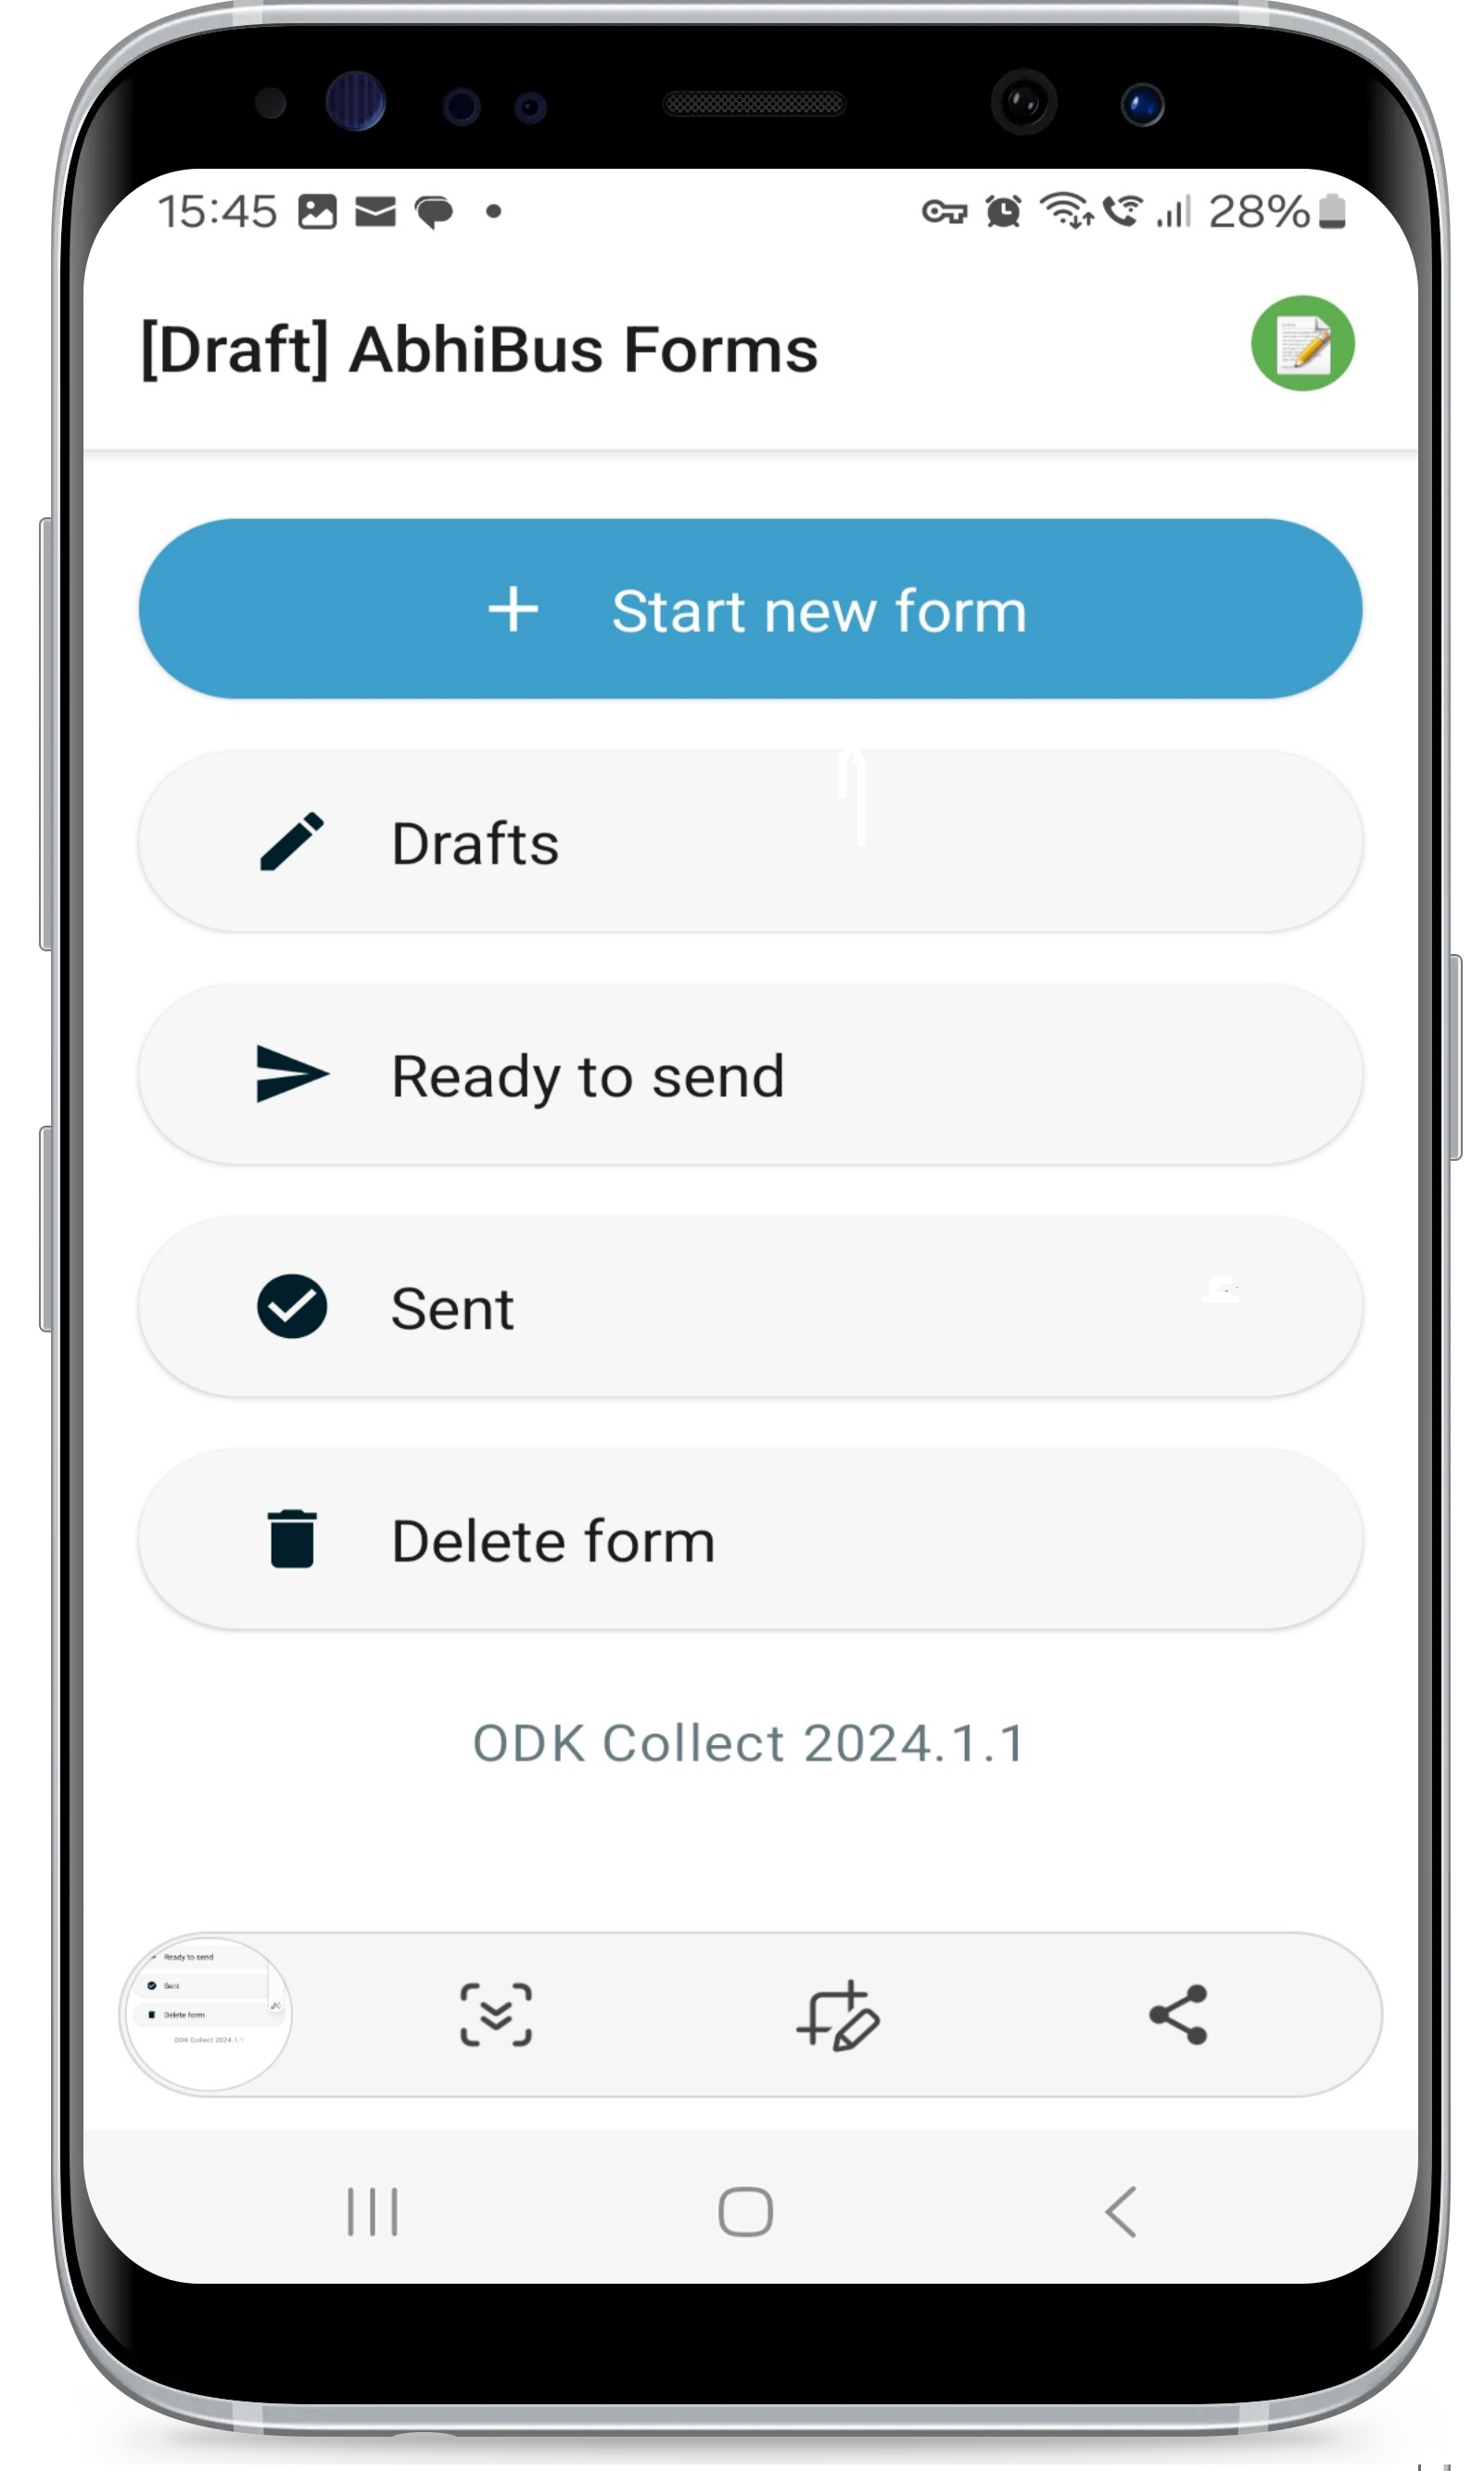 15:45
28%
[Draft] AbhiBus Forms
+ Start new form
Drafts
Ready to send
Sent
Delete form
ODK Collect 2024.1.1
Ready to send
Sent
Delete form
ODK Collect 2024.1.1